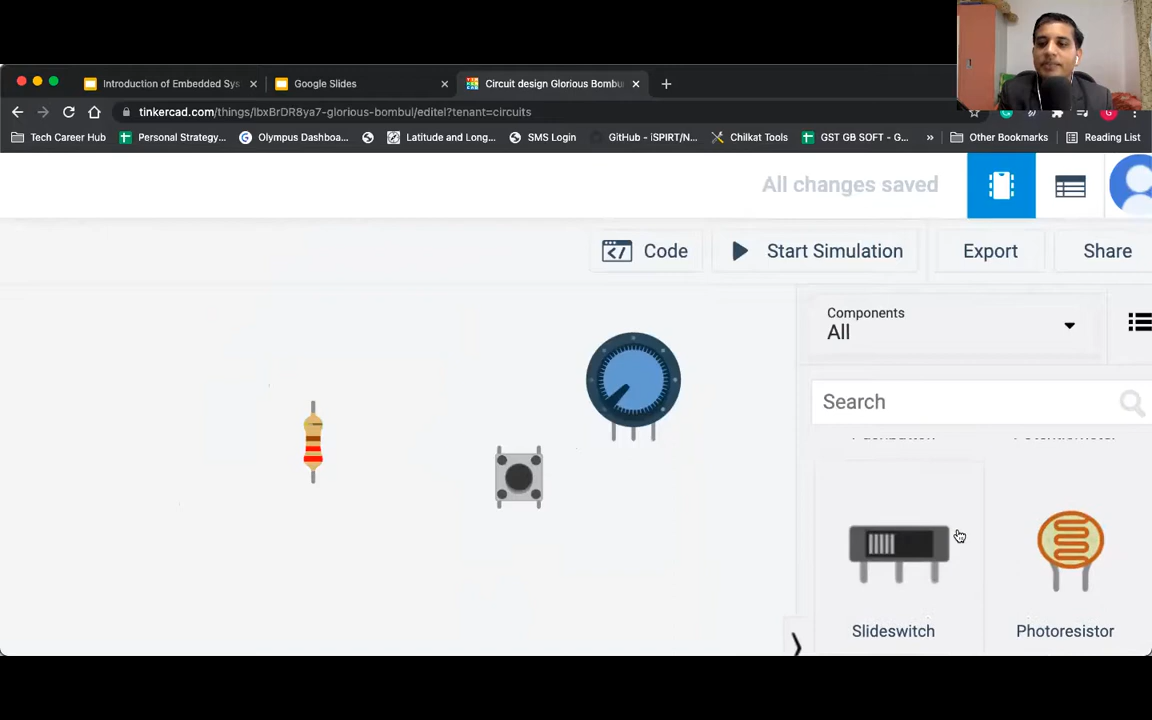 Introduction of Embedded Sys
Google Slides
Circuit design Glorious Bombu
tinkercad.com/things/lbxBrDR8ya7-glorious-bombul/editel?tenant=circuits
Tech Career Hub
Personal Strategy...
Olympus Dashboa...
Latitude and Long...
SMS Login
GitHub - iSPIRT/N...
Chilkat Tools
GST GB SOFT - G...
»
Other Bookmarks
Reading List
All changes saved
Code
Start Simulation
Export
Share
Components
All
Search
Slideswitch
Photoresistor